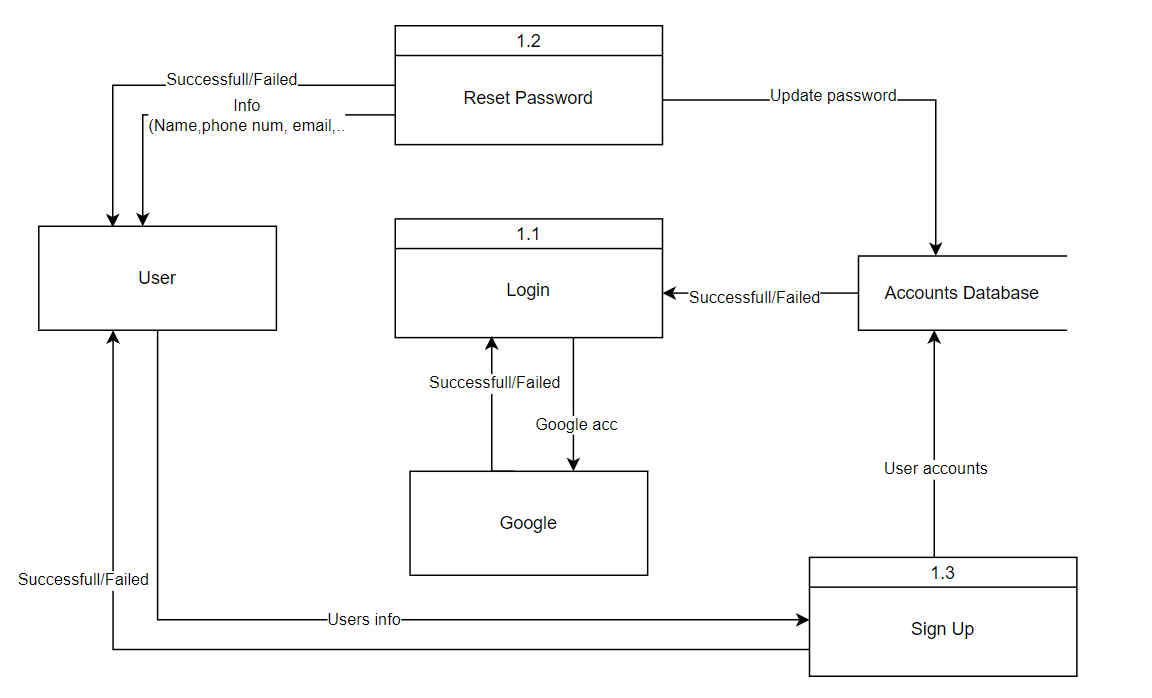 1.2
Reset Password
Successfull/Failed
Info
(Name,phone num, email,..
Update password
User
1.1
Login
Successfull/Failed
Accounts Database
Successfull/Failed
Google acc
Google
User accounts
1.3
Sign Up
Successfull/Failed
Users info